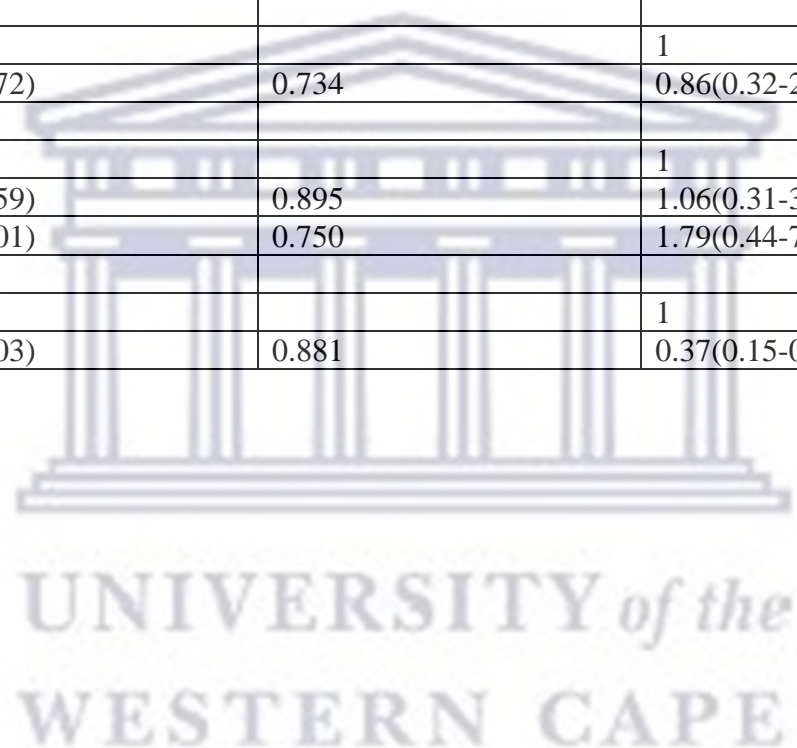 1
72) 0.734 0.86(0.32-2
1
59) 0.895 1.06(0.31-3
01) 0.750 1.79(0.44-7
1
03) 0.881 0.37(0.15-0
UNIVERSITY of the
WESTERN CAPE